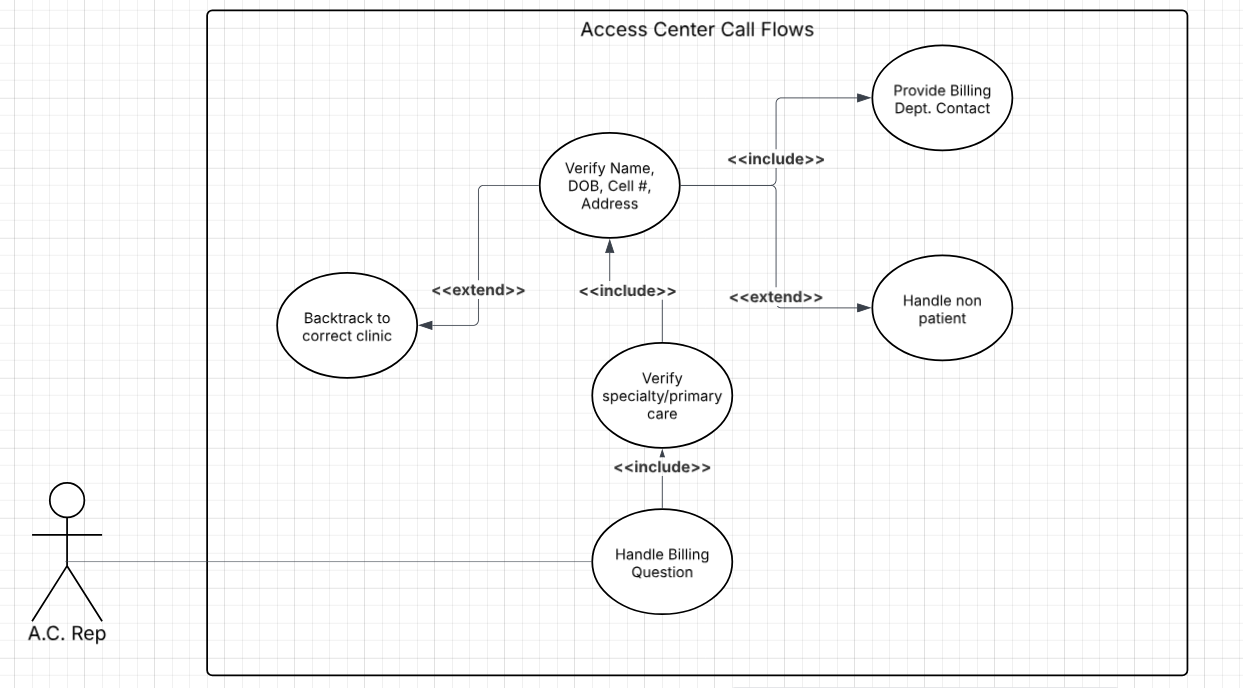 Access Center Call Flows
Provide Billing
Dept. Contact
<<include>>
Verify Name,
DOB, Cell #,
Address
<<extend>>
<<include>>
<<extend>>
Handle non
patient
Backtrack to
correct clinic
Verify
specialty/primary
care
<<include>>
Handle Billing
Question
A.C. Rep